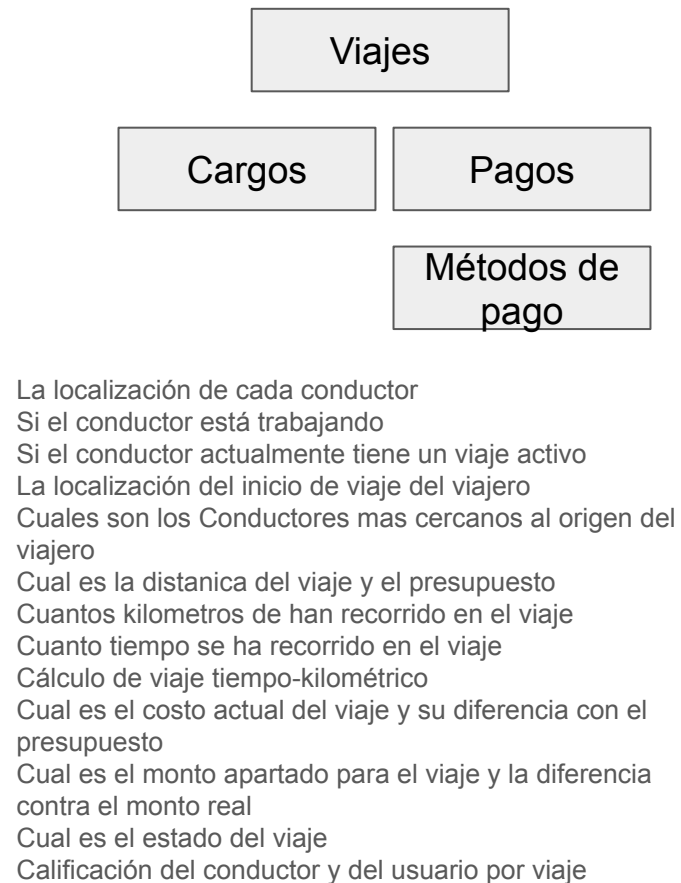 Viajes
Cargos
Pagos
Métodos de
pago
La localización de cada conductor
Si el conductor está trabajando
Si el conductor actualmente tiene un viaje activo
La localización del inicio de viaje del viajero
Cuales son los Conductores mas cercanos al origen del
viajero
Cual es la distanica del viaje y el presupuesto
Cuantos kilometros de han recorrido en el viaje
Cuanto tiempo se ha recorrido en el viaje
Cálculo de viaje tiempo-kilométrico
Cual es el costo actual del viaje y su diferencia con el
presupuesto
Cual es el monto apartado para el viaje y la diferencia
contra el monto real
Cual es el estado del viaje
Calificación del conductor y del usuario por viaje